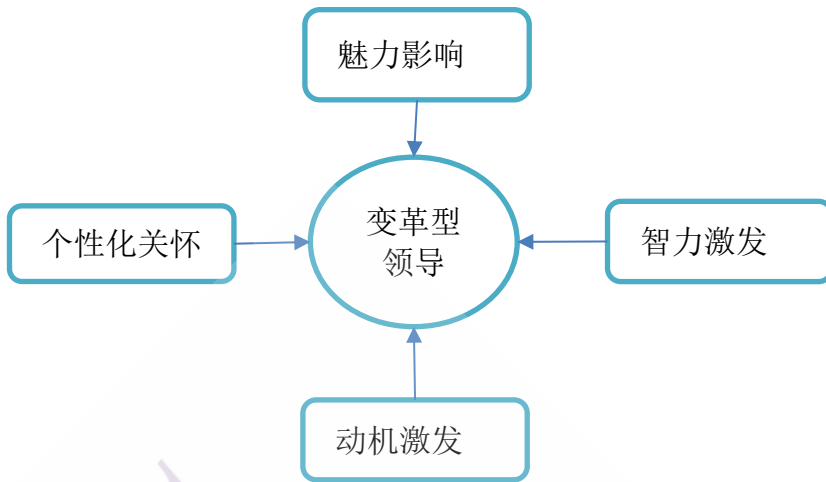 魅力影响
个性化关怀
变革型
领导
智力激发
动机激发